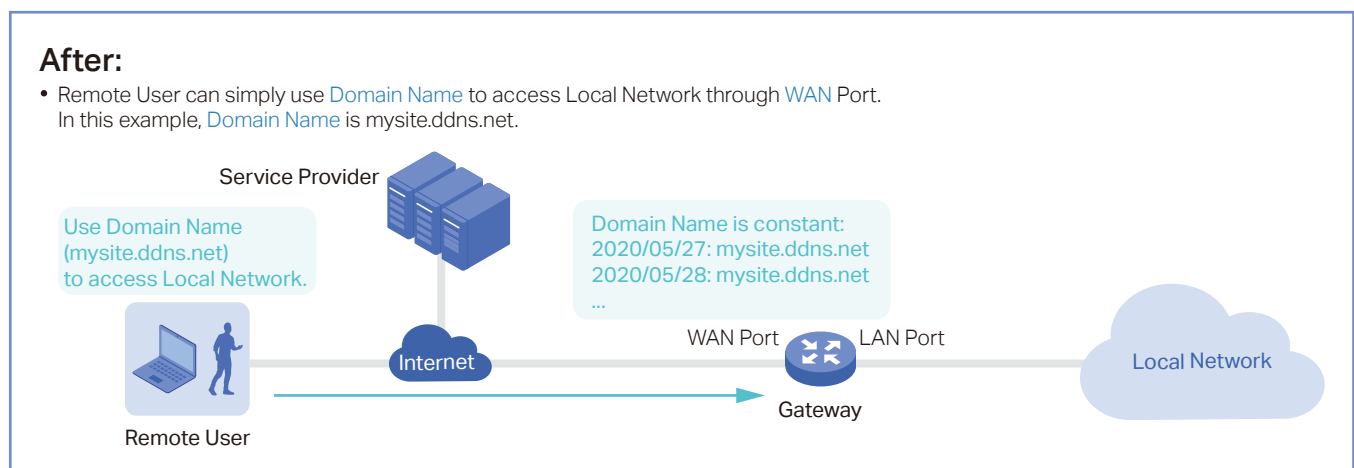 After:
• Remote User can simply use Domain Name to access Local Network through WAN Port.
In this example, Domain Name is mysite.ddns.net.
Service Provider
Use Domain Name
(mysite.ddns.net)
to access Local Network.
Domain Name is constant:
2020/05/27: mysite.ddns.net
2020/05/28: mysite.ddns.net
...
WAN Port
LAN Port
Internet
Local Network
Gateway
Remote User